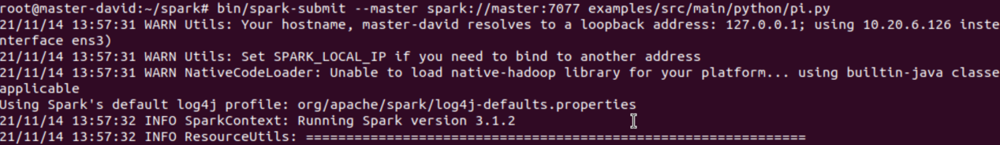 root@master-david:~/spark# bin/spark-submit --master spark://master:7077 examples/src/main/python/pi.py
21/11/14 13:57:31 WARN Utils: Your hostname, master-david resolves to a loopback address: 127.0.0.1; using 10.20.6.126 inste
nterface ens3)
21/11/14 13:57:31 WARN Utils: Set SPARK_LOCAL_IP if you need to bind to another address
21/11/14 13:57:31 WARN NativeCodeLoader: Unable to load native-hadoop library for your platform... using builtin-java classe
applicable
Using Spark's default log4j profile: org/apache/spark/log4j-defaults.properties
21/11/14 13:57:32 INFO SparkContext: Running Spark version 3.1.2
21/11/14 13:57:32 INFO ResourceUtils: ==============================================================